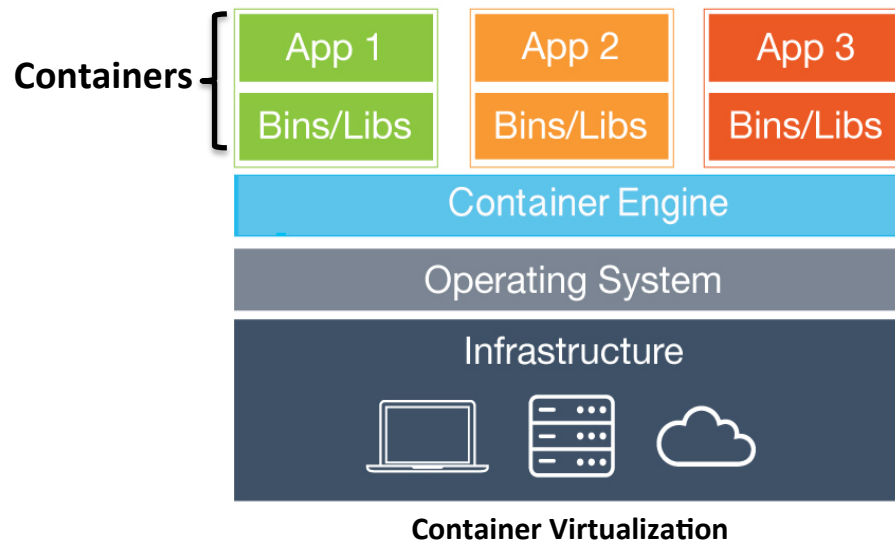 Containers
App 1
App 2
App 3
Bins/Libs
Bins/Libs
Bins/Libs
Container Engine
Operating System
Infrastructure
Container Virtualization